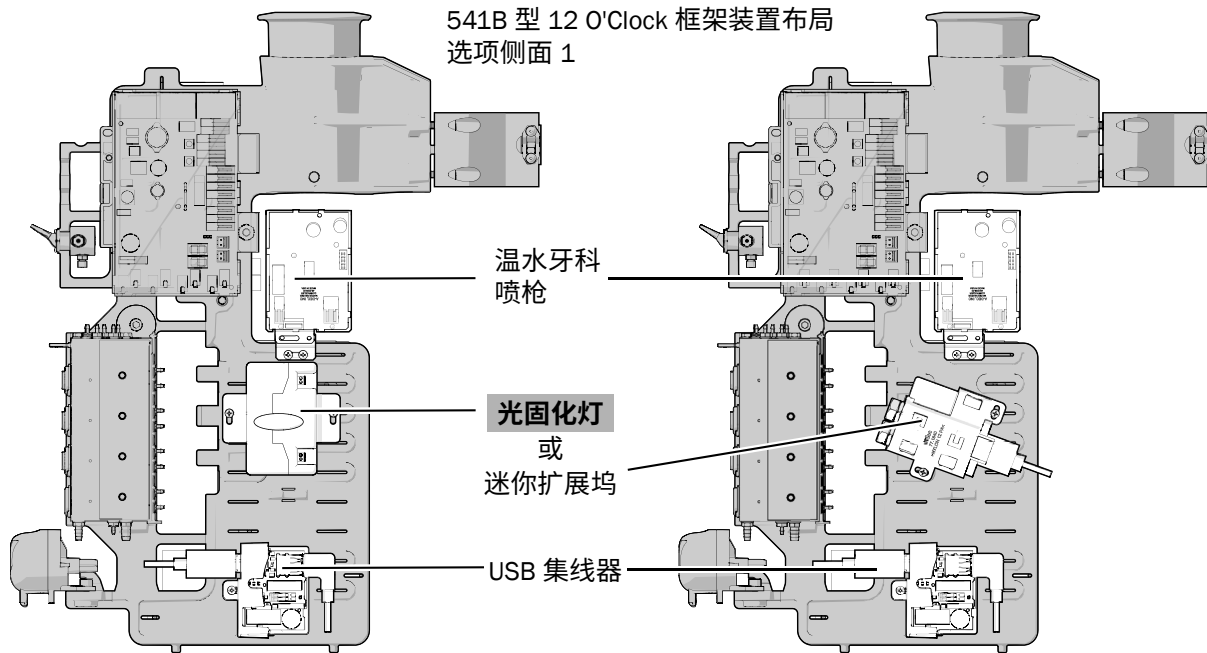 541B 型 12 O'Clock 框架装置布局
选项侧面 1
温水牙科
喷枪
光固化灯
或
迷你扩展坞
USB 集线器